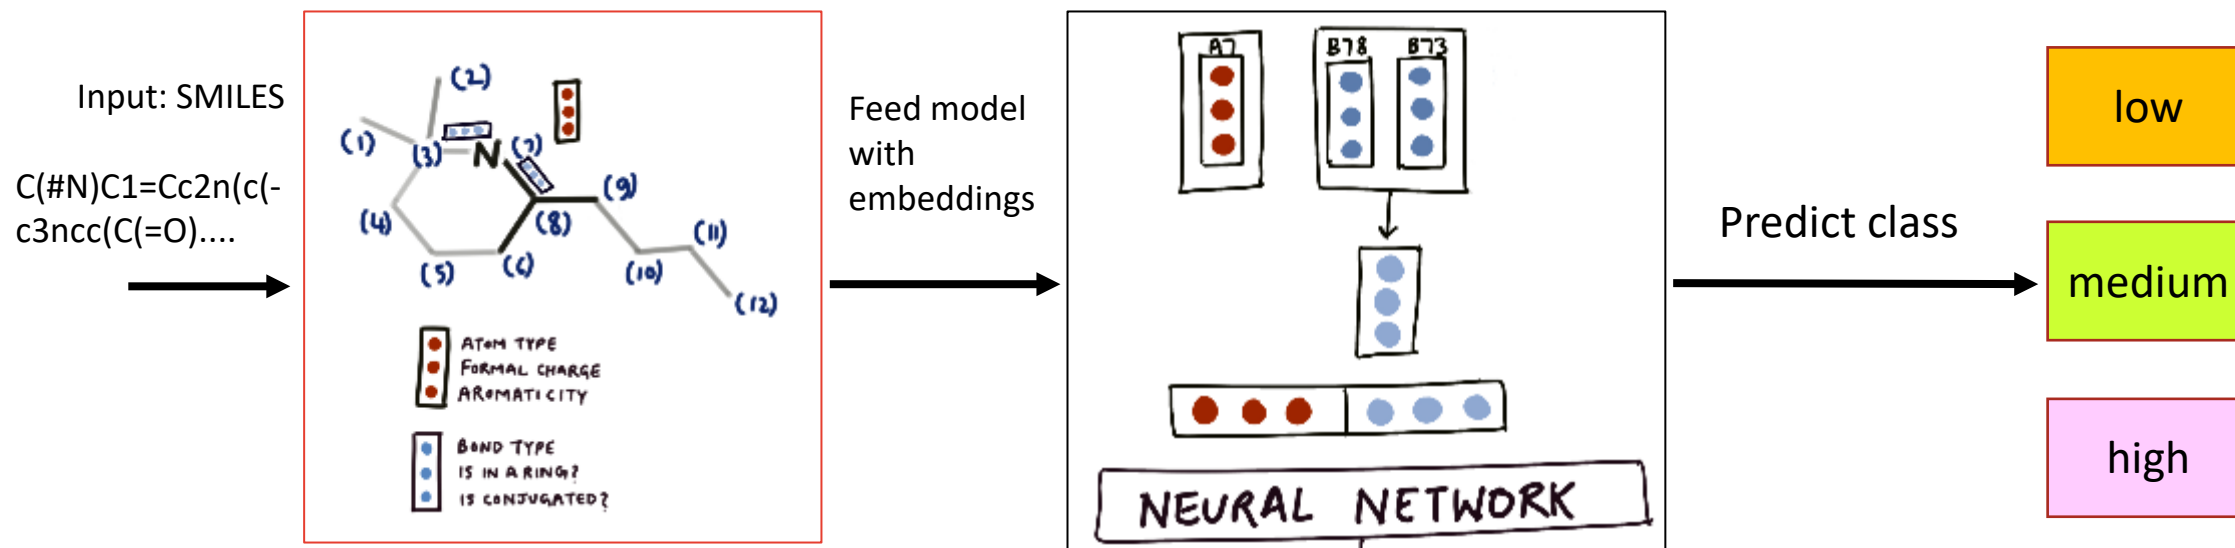 Input: SMILES
C(#N)C1=Cc2n(c(-
c3ncc(C(=O)....
(1)
(2)
(3)
N
(7)
(4)
(5)
(6)
(8)
(9)
(10)
(11)
(12)
ATOM TYPE
FORMAL CHARGE
AROMATICITY
BOND TYPE
IS IN A RING?
IS CONJUGATED?
Feed model
with
embeddings
A7
B78 B73
NEURAL NETWORK
Predict class
low
medium
high